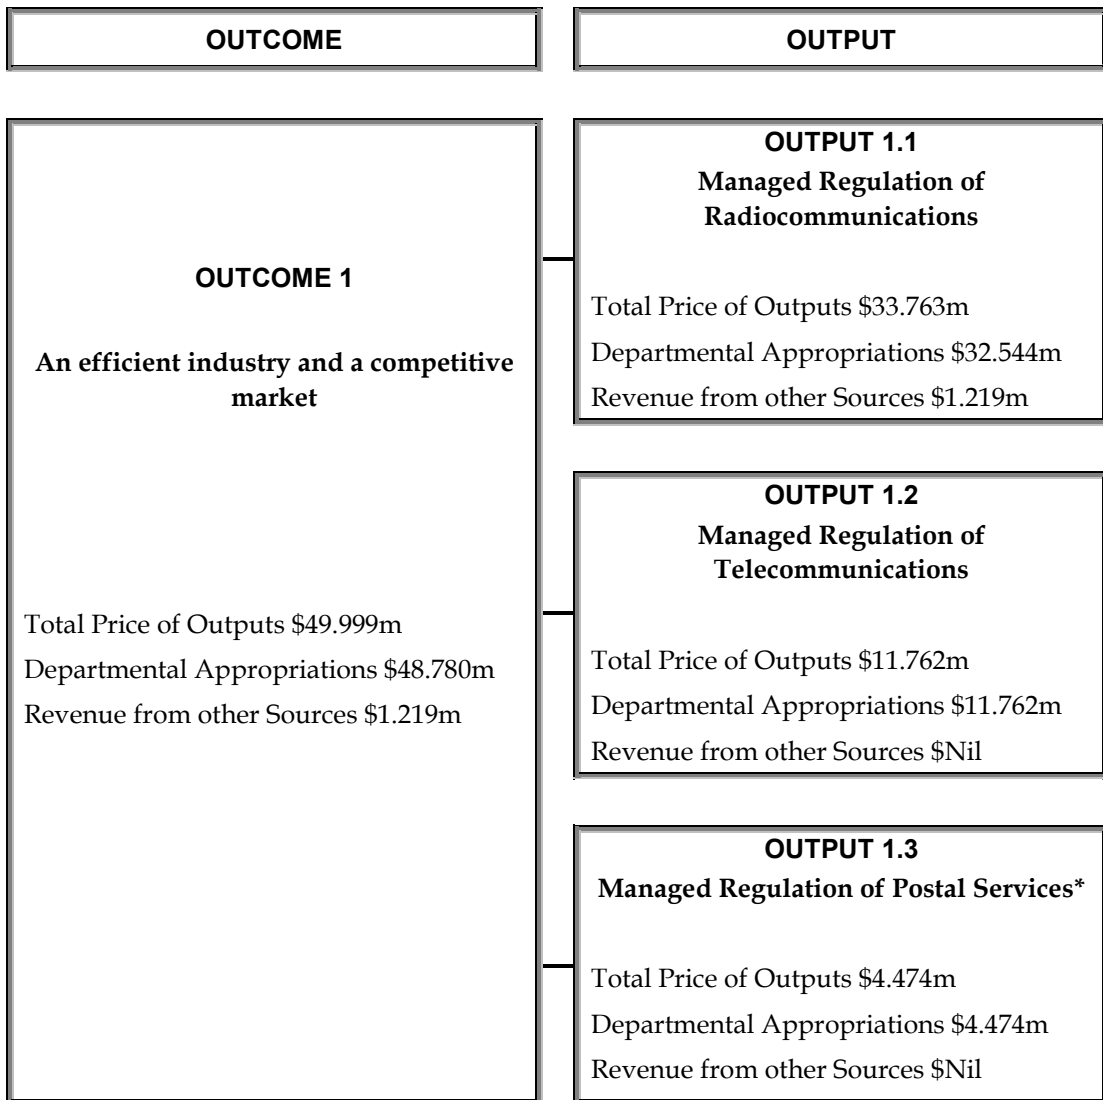 OUTCOME
OUTPUT
OUTCOME 1
An efficient industry and a competitive
market
Total Price of Outputs $49.999m
Departmental Appropriations $48.780m
Revenue from other Sources $1.219m
OUTPUT 1.1
Managed Regulation of
Radiocommunications
Total Price of Outputs $33.763m
Departmental Appropriations $32.544m
Revenue from other Sources $1.219m
OUTPUT 1.2
Managed Regulation of
Telecommunications
Total Price of Outputs $11.762m
Departmental Appropriations $11.762m
Revenue from other Sources $Nil
OUTPUT 1.3
Managed Regulation of Postal Services*
Total Price of Outputs $4.474m
Departmental Appropriations $4.474m
Revenue from other Sources $Nil